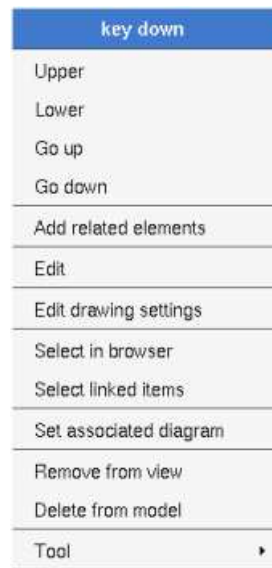 key down
Upper
Lower
Go up
Go down
Add related elements
Edit
Edit drawing settings
Select in browser
Select linked items
Set associated diagram
Remove from view
Delete from model
Tool